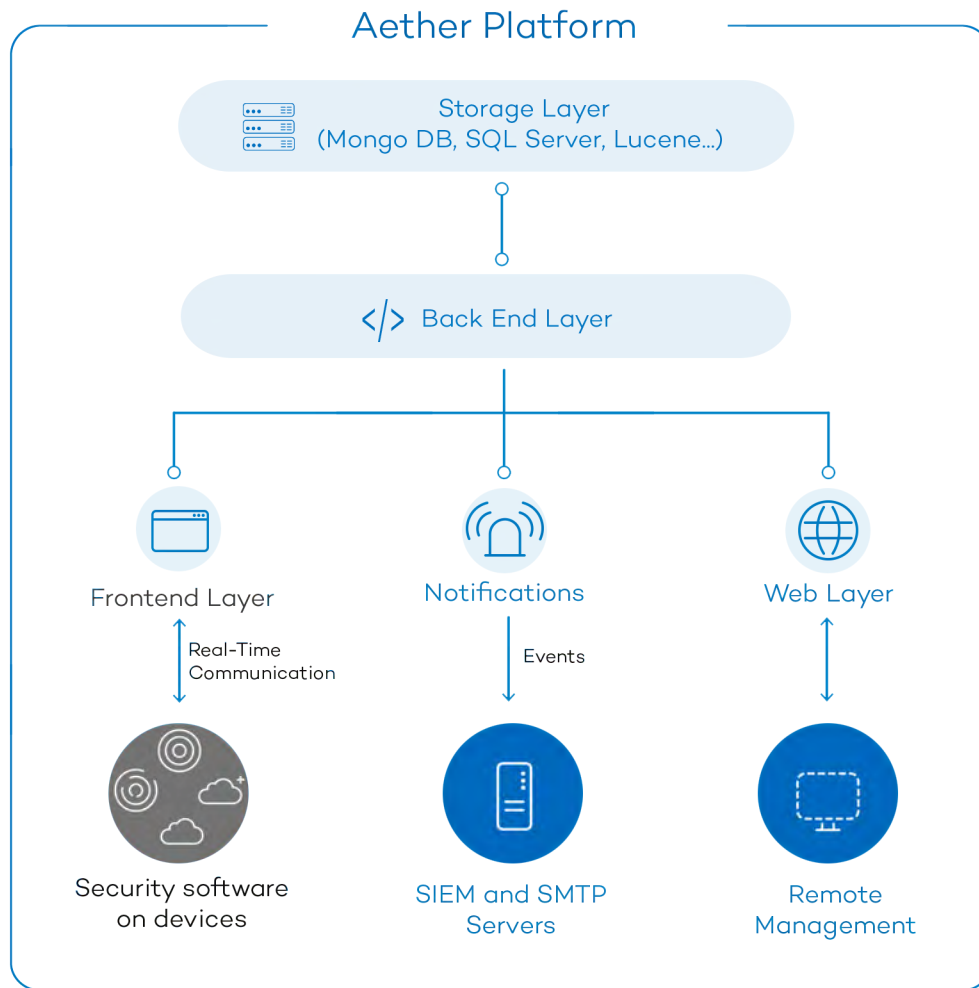 Aether Platform
Storage Layer
(Mongo DB, SQL Server, Lucene...)
</> Back End Layer
Frontend Layer
Notifications
Web Layer
Real-Time
Communication
Events
Security software
on devices
SIEM and SMTP
Servers
Remote
Management